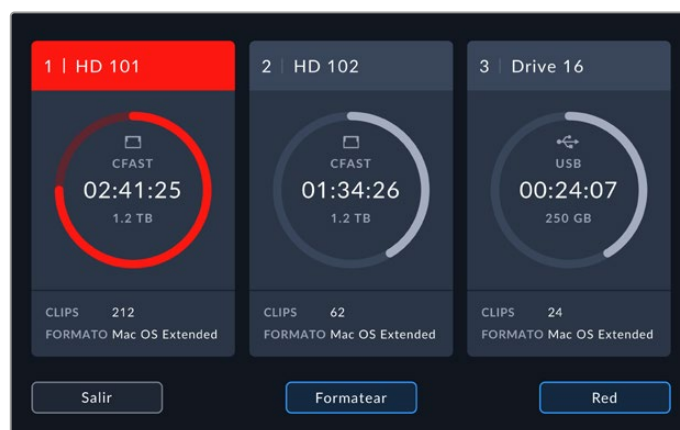 1 | HD 101
CFAST
02:41:25
1.2 TB
CLIPS 212
FORMATO Mac OS Extended
2 | HD 102
CFAST
01:34:26
1.2 TB
CLIPS 62
FORMATO Mac OS Extended
3 | Drive 16
USB
00:24:07
250 GB
CLIPS 24
FORMATO Mac OS Extended
Salir
Formatear
Red